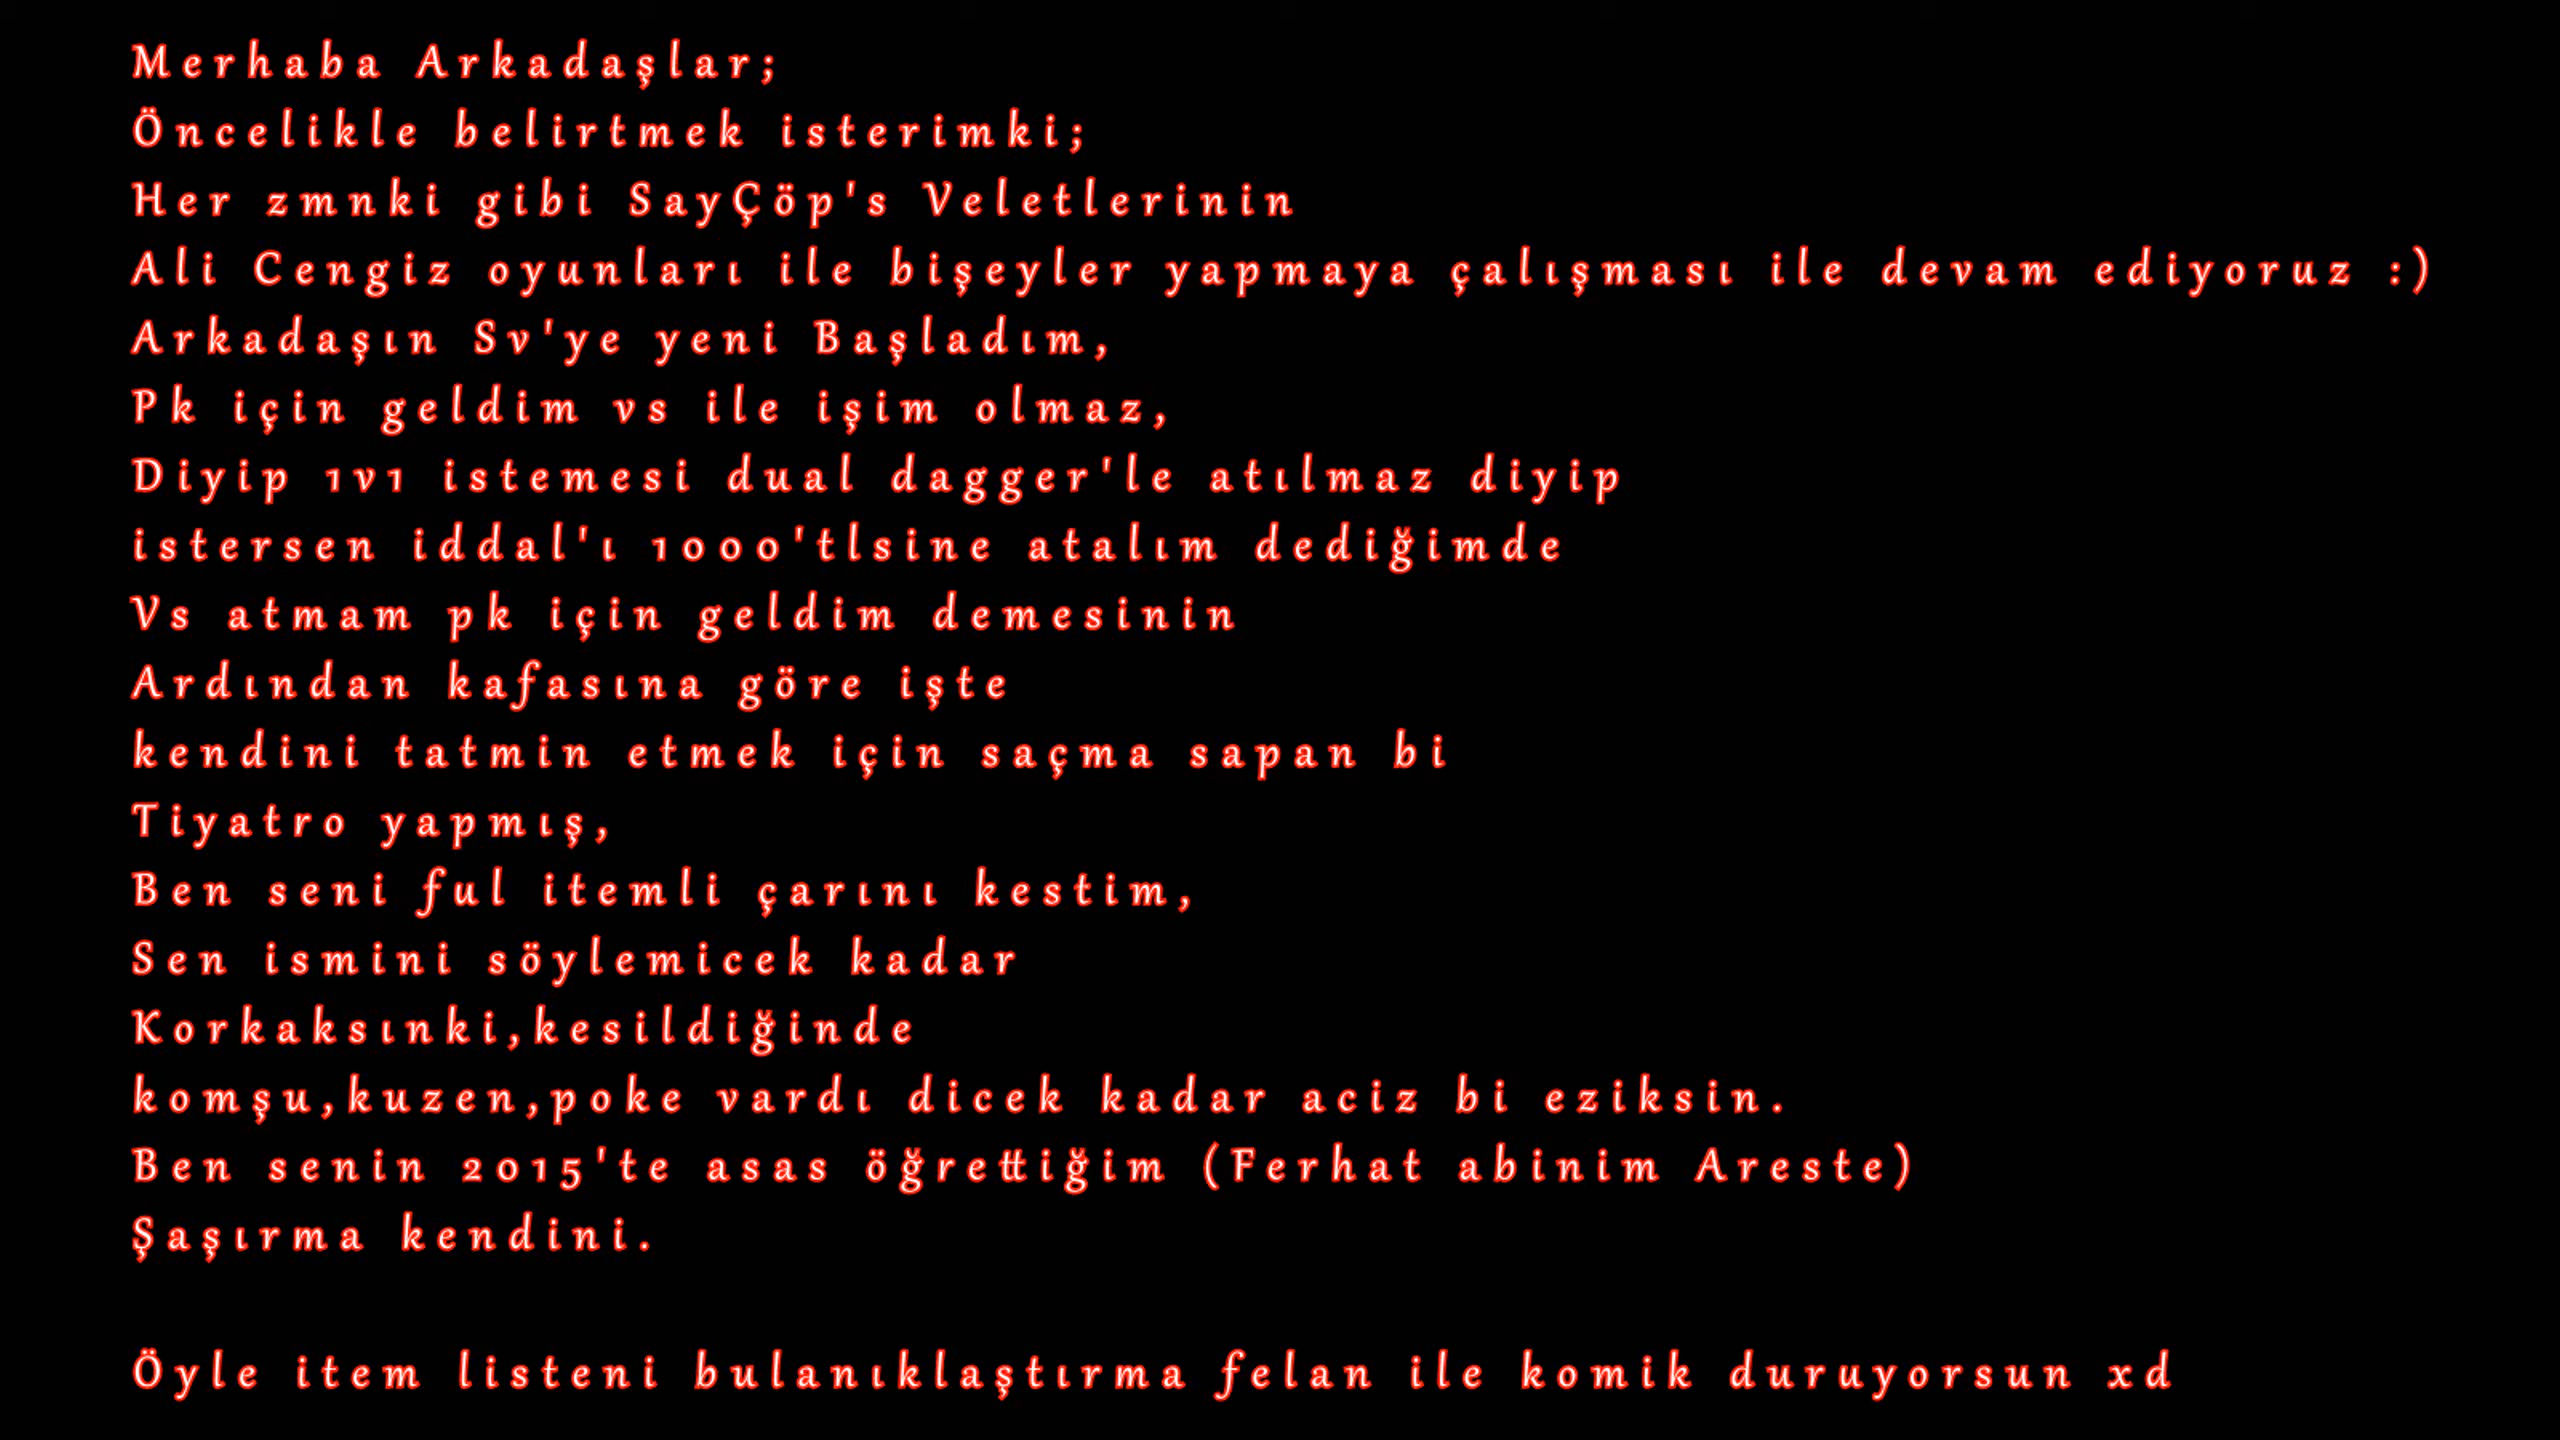 Merhaba Arkadaşlar;
Öncelikle belirtmek isterimki;
Her zmnki gibi SayÇöp's Veletlerinin
Ali Cengiz oyunları ile bişeyler yapmaya çalışması ile devam ediyoruz :)
Arkadaşın Sv'ye yeni Başladım,
Pk için geldim vs ile işim olmaz,
Diyip 1v1 istemesi dual dagger'le atılmaz diyip
istersen iddal'ı 1000'tlsine atalım dediğimde
Vs atmam pk için geldim demesinin
Ardından kafasına göre işte
kendini tatmin etmek için saçma sapan bi
Tiyatro yapmış,
Ben seni ful itemli çarını kestim,
Sen ismini söylemicek kadar
Korkaksınki,kesildiğinde
komşu,kuzen,poke vardı dicek kadar aciz bi eziksin.
Ben senin 2015'te asas öğrettiğim (Ferhat abinim Areste)
Şaşırma kendini.
Öyle item listeni bulanıklaştırma felan ile komik duruyorsun xd